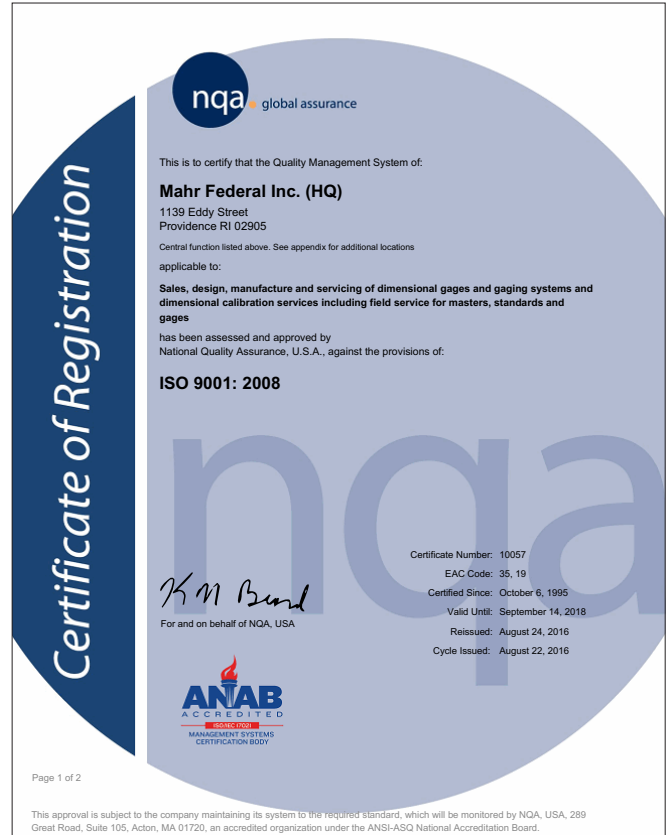 nqa. global assurance
Certificate of Registration
This is to certify that the Quality Management System of:
Mahr Federal Inc. (HQ)
1139 Eddy Street
Providence RI 02905
Central function listed above. See appendix for additional locations
applicable to:
Sales, design, manufacture and servicing of dimensional gages and gaging systems and
dimensional calibration services including field service for masters, standards and
gages
has been assessed and approved by
National Quality Assurance, U.S.A., against the provisions of:
ISO 9001: 2008
nqa
Certificate Number: 10057
EAC Code: 35, 19
Certified Since: October 6, 1995
Valid Until: September 14, 2018
Reissued: August 24, 2016
Cycle Issued: August 22, 2016
K M Beard
For and on behalf of NQA, USA
ANAB
ACCREDITED
ISO/IEC 17021
MANAGEMENT SYSTEMS
CERTIFICATION BODY
Page 1 of 2
This approval is subject to the company maintaining its system to the required standard, which will be monitored by NQA, USA, 289
Great Road, Suite 105, Acton, MA 01720, an accredited organization under the ANSI-ASQ National Accreditation Board.